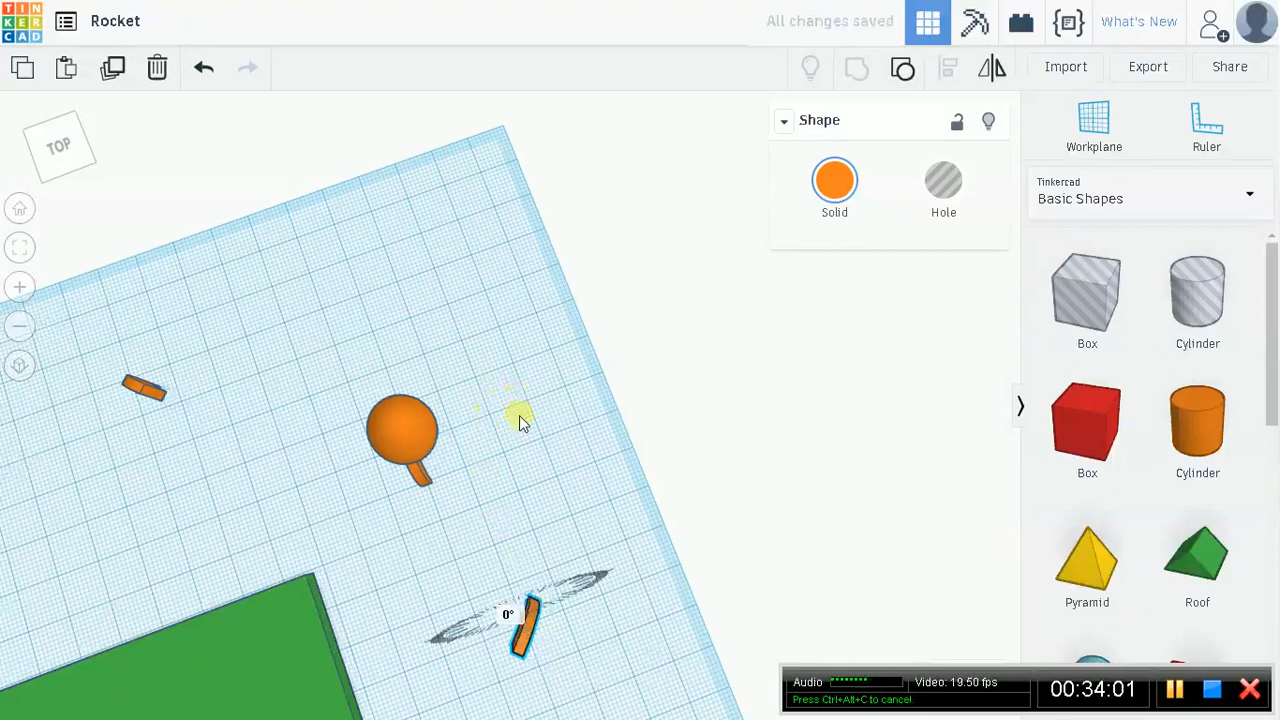 TIN
KER
CAD
Rocket
All changes saved
What's New
Import
Export
Share
TOP
Shape
Solid
Hole
Workplane
Ruler
Tinkercad
Basic Shapes
Box
Cylinder
Box
Cylinder
Pyramid
Roof
0°
Audio
Video: 19.50 fps
00:34:01
Press Ctrl+Alt+C to cancel.